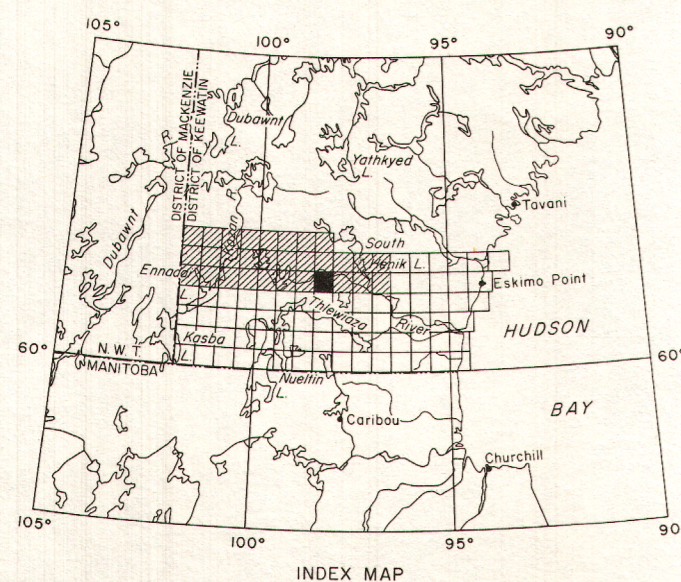 105°
100°
95°
90°
DISTRICT OF MACKENZIE
DISTRICT OF KEEWATIN
Dubawnt
L.
R.
Yathkyed
L.
R.
Tavani
Dubawnt
Kazan
South
Henik L.
Ennadai
L.
Eskimo Point
Thlewiaza
River
HUDSON
Kasba
L.
60°
N.W.T.
MANITOBA
60°
Nueltin
L.
BAY
Caribou
Churchill
105°
100°
95°
90
INDEX MAP